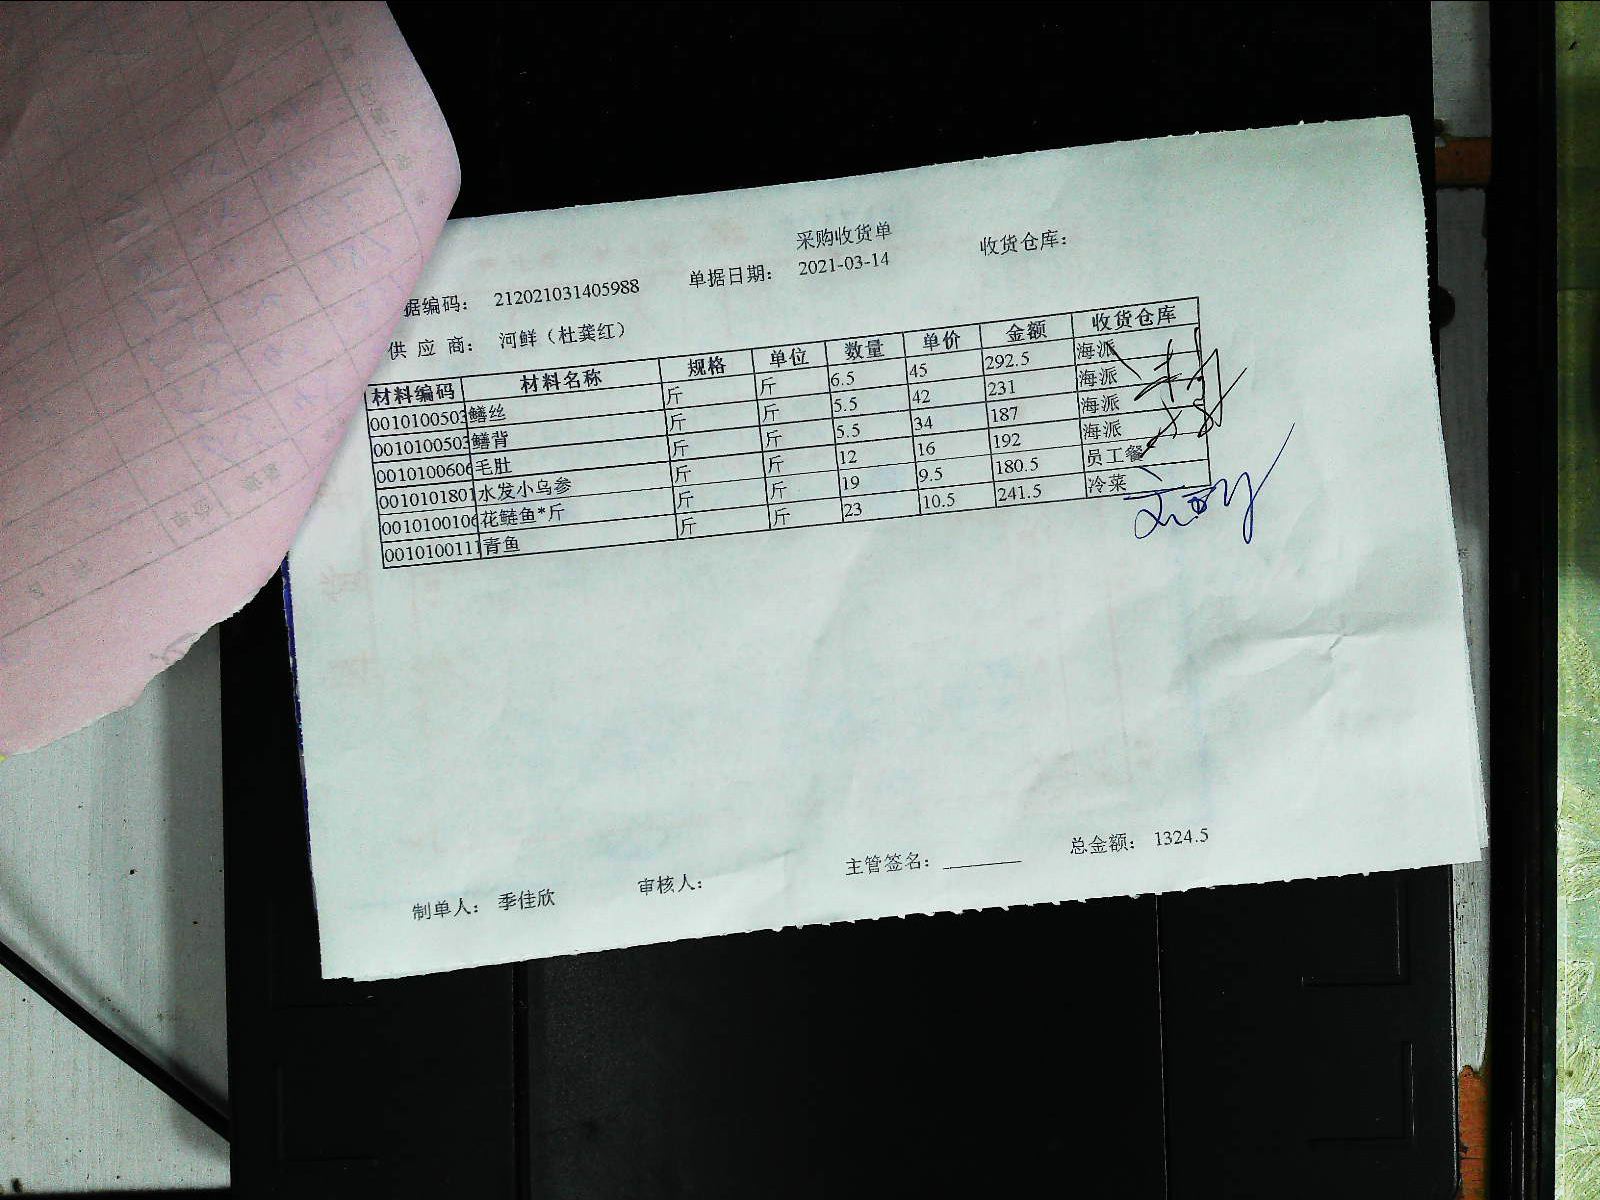 采购收货单
据编码： 212021031405988 单据日期： 2021-03-14 收货仓库：
供 应 商： 河鲜（杜龚红）
材料编码 材料名称 规格 单位 数量 单价 金额 收货仓库
0010100503 鳝丝 斤 斤 6.5 45 292.5 海派
0010100503 鳝背 斤 斤 5.5 42 231 海派
0010100606 毛肚 斤 斤 5.5 34 187 海派
0010101801 水发小乌参 斤 斤 12 16 192 海派
0010100106 花鲢鱼*斤 斤 斤 19 9.5 180.5 员工餐
0010100111 青鱼 斤 斤 23 10.5 241.5 冷菜
制单人： 季佳欣 审核人： 主管签名： 总金额： 1324.5